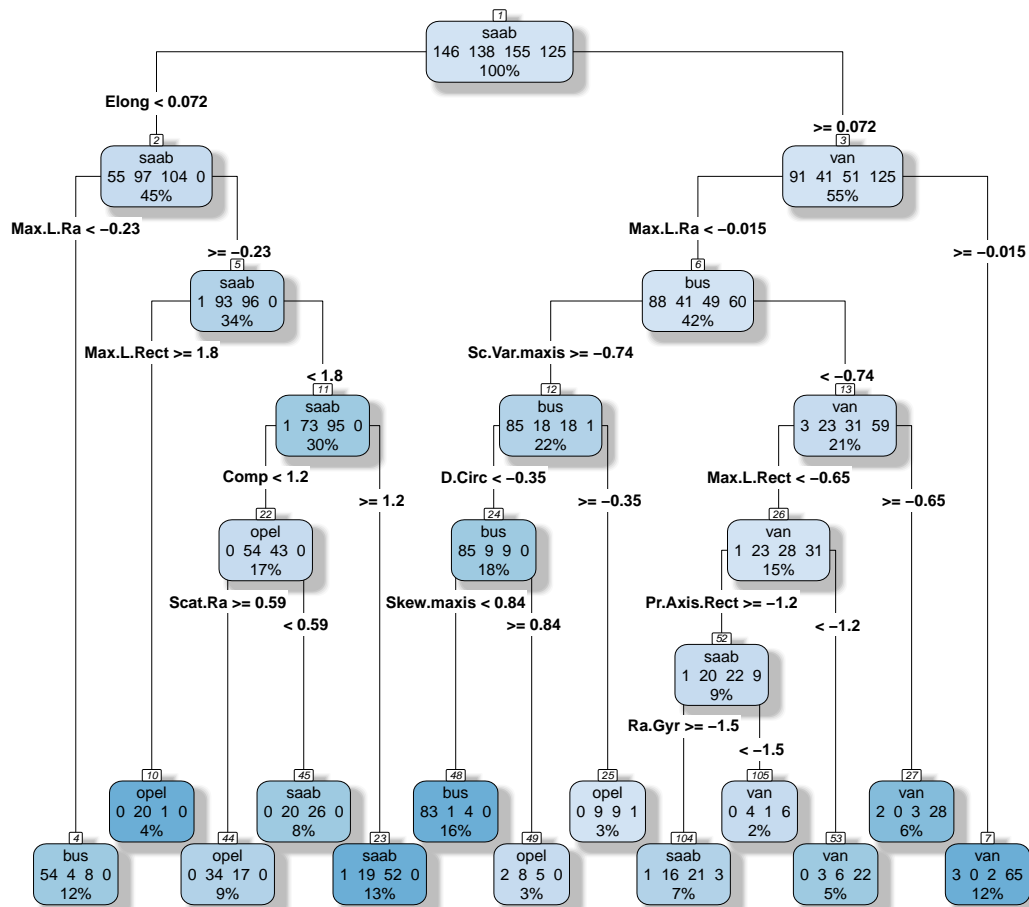 1
saab
146 138 155 125
100%
Elong < 0.072
>= 0.072
2
saab
55 97 104 0
45%
3
van
91 41 51 125
55%
Max.L.Ra < −0.23
>= −0.23
Max.L.Ra < −0.015
>= −0.015
5
saab
1 93 96 0
34%
6
bus
88 41 49 60
42%
Max.L.Rect >= 1.8
< 1.8
Sc.Var.maxis >= −0.74
< −0.74
11
saab
1 73 95 0
30%
12
bus
85 18 18 1
22%
13
van
3 23 31 59
21%
Comp < 1.2
>= 1.2
D.Circ < −0.35
>= −0.35
Max.L.Rect < −0.65
>= −0.65
22
opel
0 54 43 0
17%
24
bus
85 9 9 0
18%
26
van
1 23 28 31
15%
Scat.Ra >= 0.59
< 0.59
Skew.maxis < 0.84
>= 0.84
Pr.Axis.Rect >= −1.2
< −1.2
52
saab
1 20 22 9
9%
Ra.Gyr >= −1.5
< −1.5
10
opel
0 20 1 0
4%
45
saab
0 20 26 0
8%
48
bus
83 1 4 0
16%
25
opel
0 9 9 1
3%
105
van
0 4 1 6
2%
27
van
2 0 3 28
6%
4
bus
54 4 8 0
12%
44
opel
0 34 17 0
9%
23
saab
1 19 52 0
13%
49
opel
2 8 5 0
3%
104
saab
1 16 21 3
7%
53
van
0 3 6 22
5%
7
van
3 0 2 65
12%